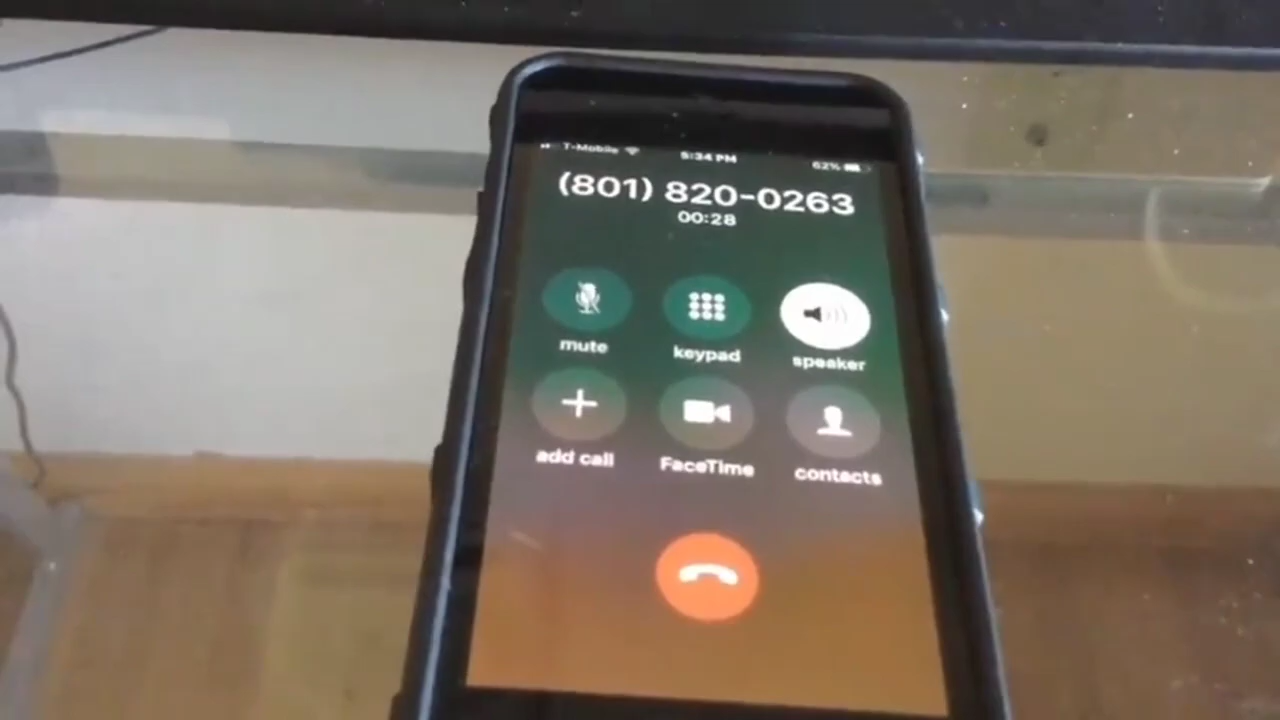 T-Mobile 5:34 PM 62%
(801) 820-0263
00:28
mute keypad speaker
add call FaceTime contacts